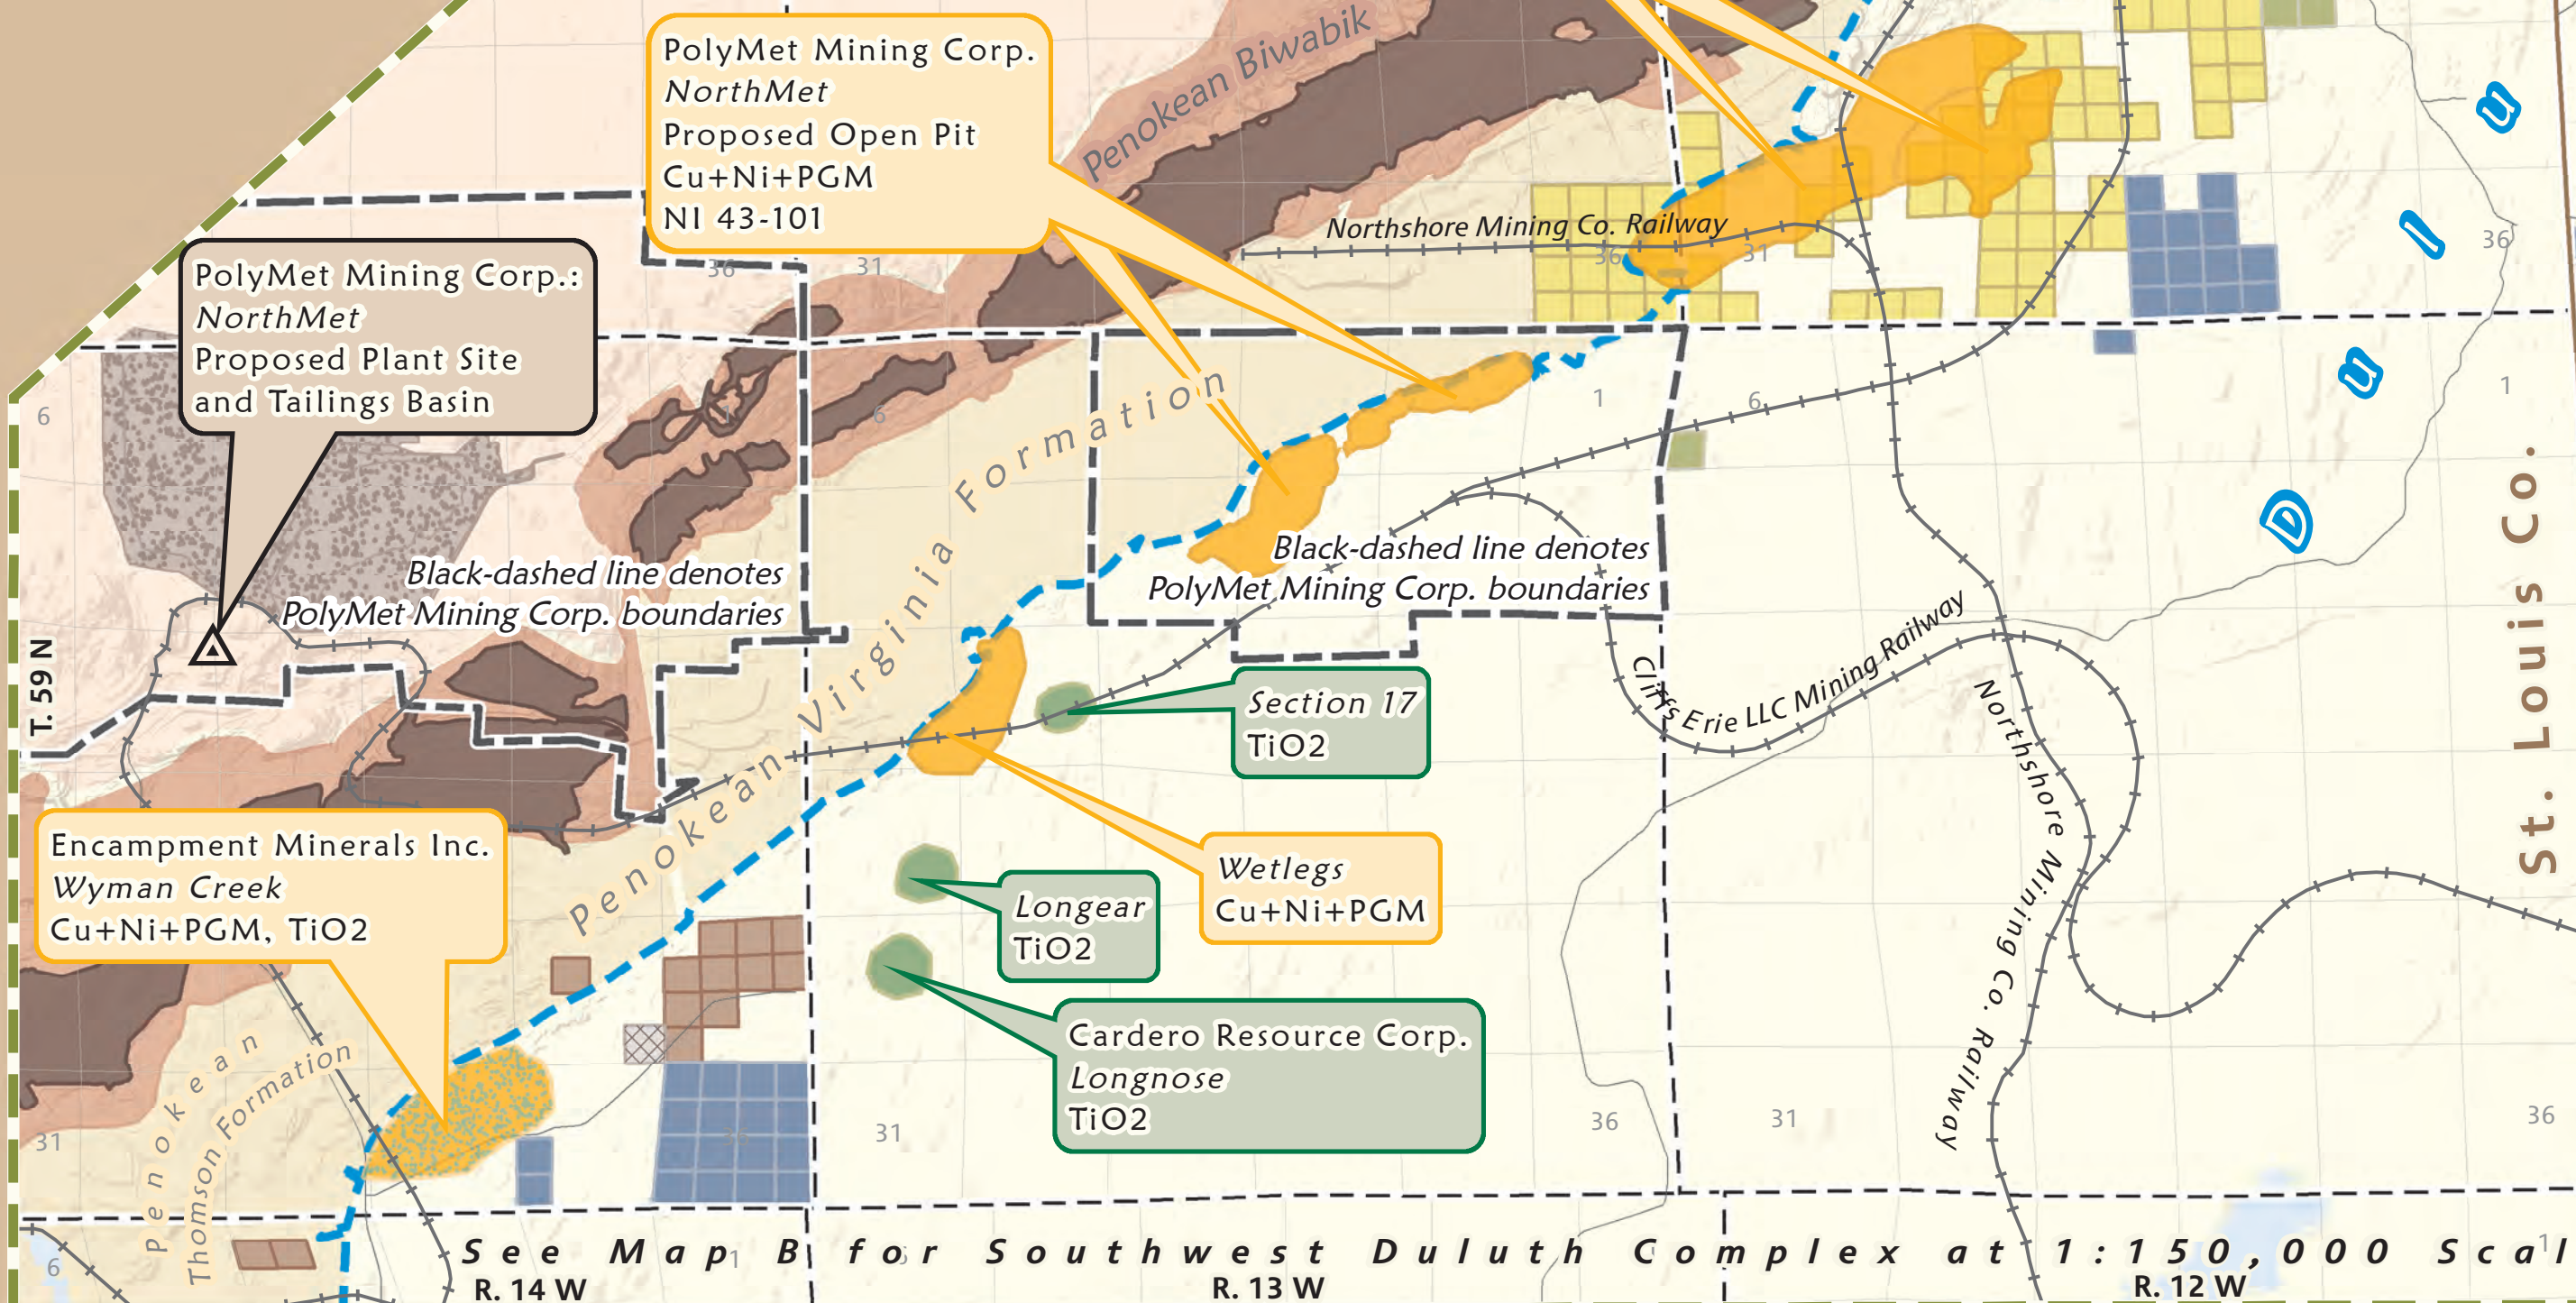 PolyMet Mining Corp.
NorthMet
Proposed Open Pit
Cu+Ni+PGM
NI 43-101
Penokean Biwabik
Northshore Mining Co. Railway
36
31
36
31
36
PolyMet Mining Corp.:
NorthMet
Proposed Plant Site
and Tailings Basin
6
6
1
6
1
Formation
Virginia
Penokean
Black-dashed line denotes
PolyMet Mining Corp. boundaries
Black-dashed line denotes
PolyMet Mining Corp. boundaries
D
u
l
u
St. Louis Co.
T. 59 N
Section 17
TiO2
Cliffs Erie LLC Mining Railway
Northshore Mining Co. Railway
Wetlegs
Cu+Ni+PGM
Longear
TiO2
Encampment Minerals Inc.
Wyman Creek
Cu+Ni+PGM, TiO2
Cardero Resource Corp.
Longnose
TiO2
Penokean
Thomson Formation
31
36
31
36
31
36
6
1
1
See Map B for Southwest Duluth Complex at 1:150,000 Scal
R. 14 W
R. 13 W
R. 12 W